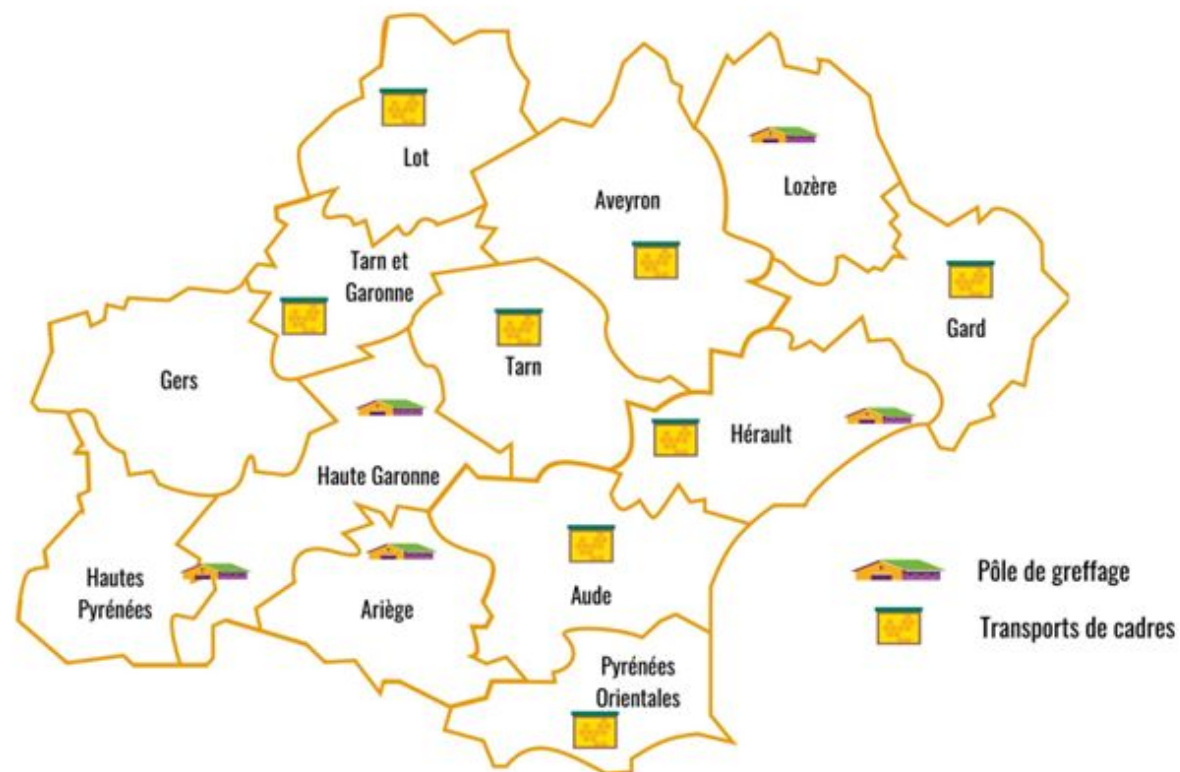 Lot
Lozère
Aveyron
Tarn et
Garonne
Gard
Tarn
Gers
Hérault
Haute Garonne
Hautes
Pyrénées
Ariège
Aude
Pôle de greffage
Transports de cadres
Pyrénées
Orientales